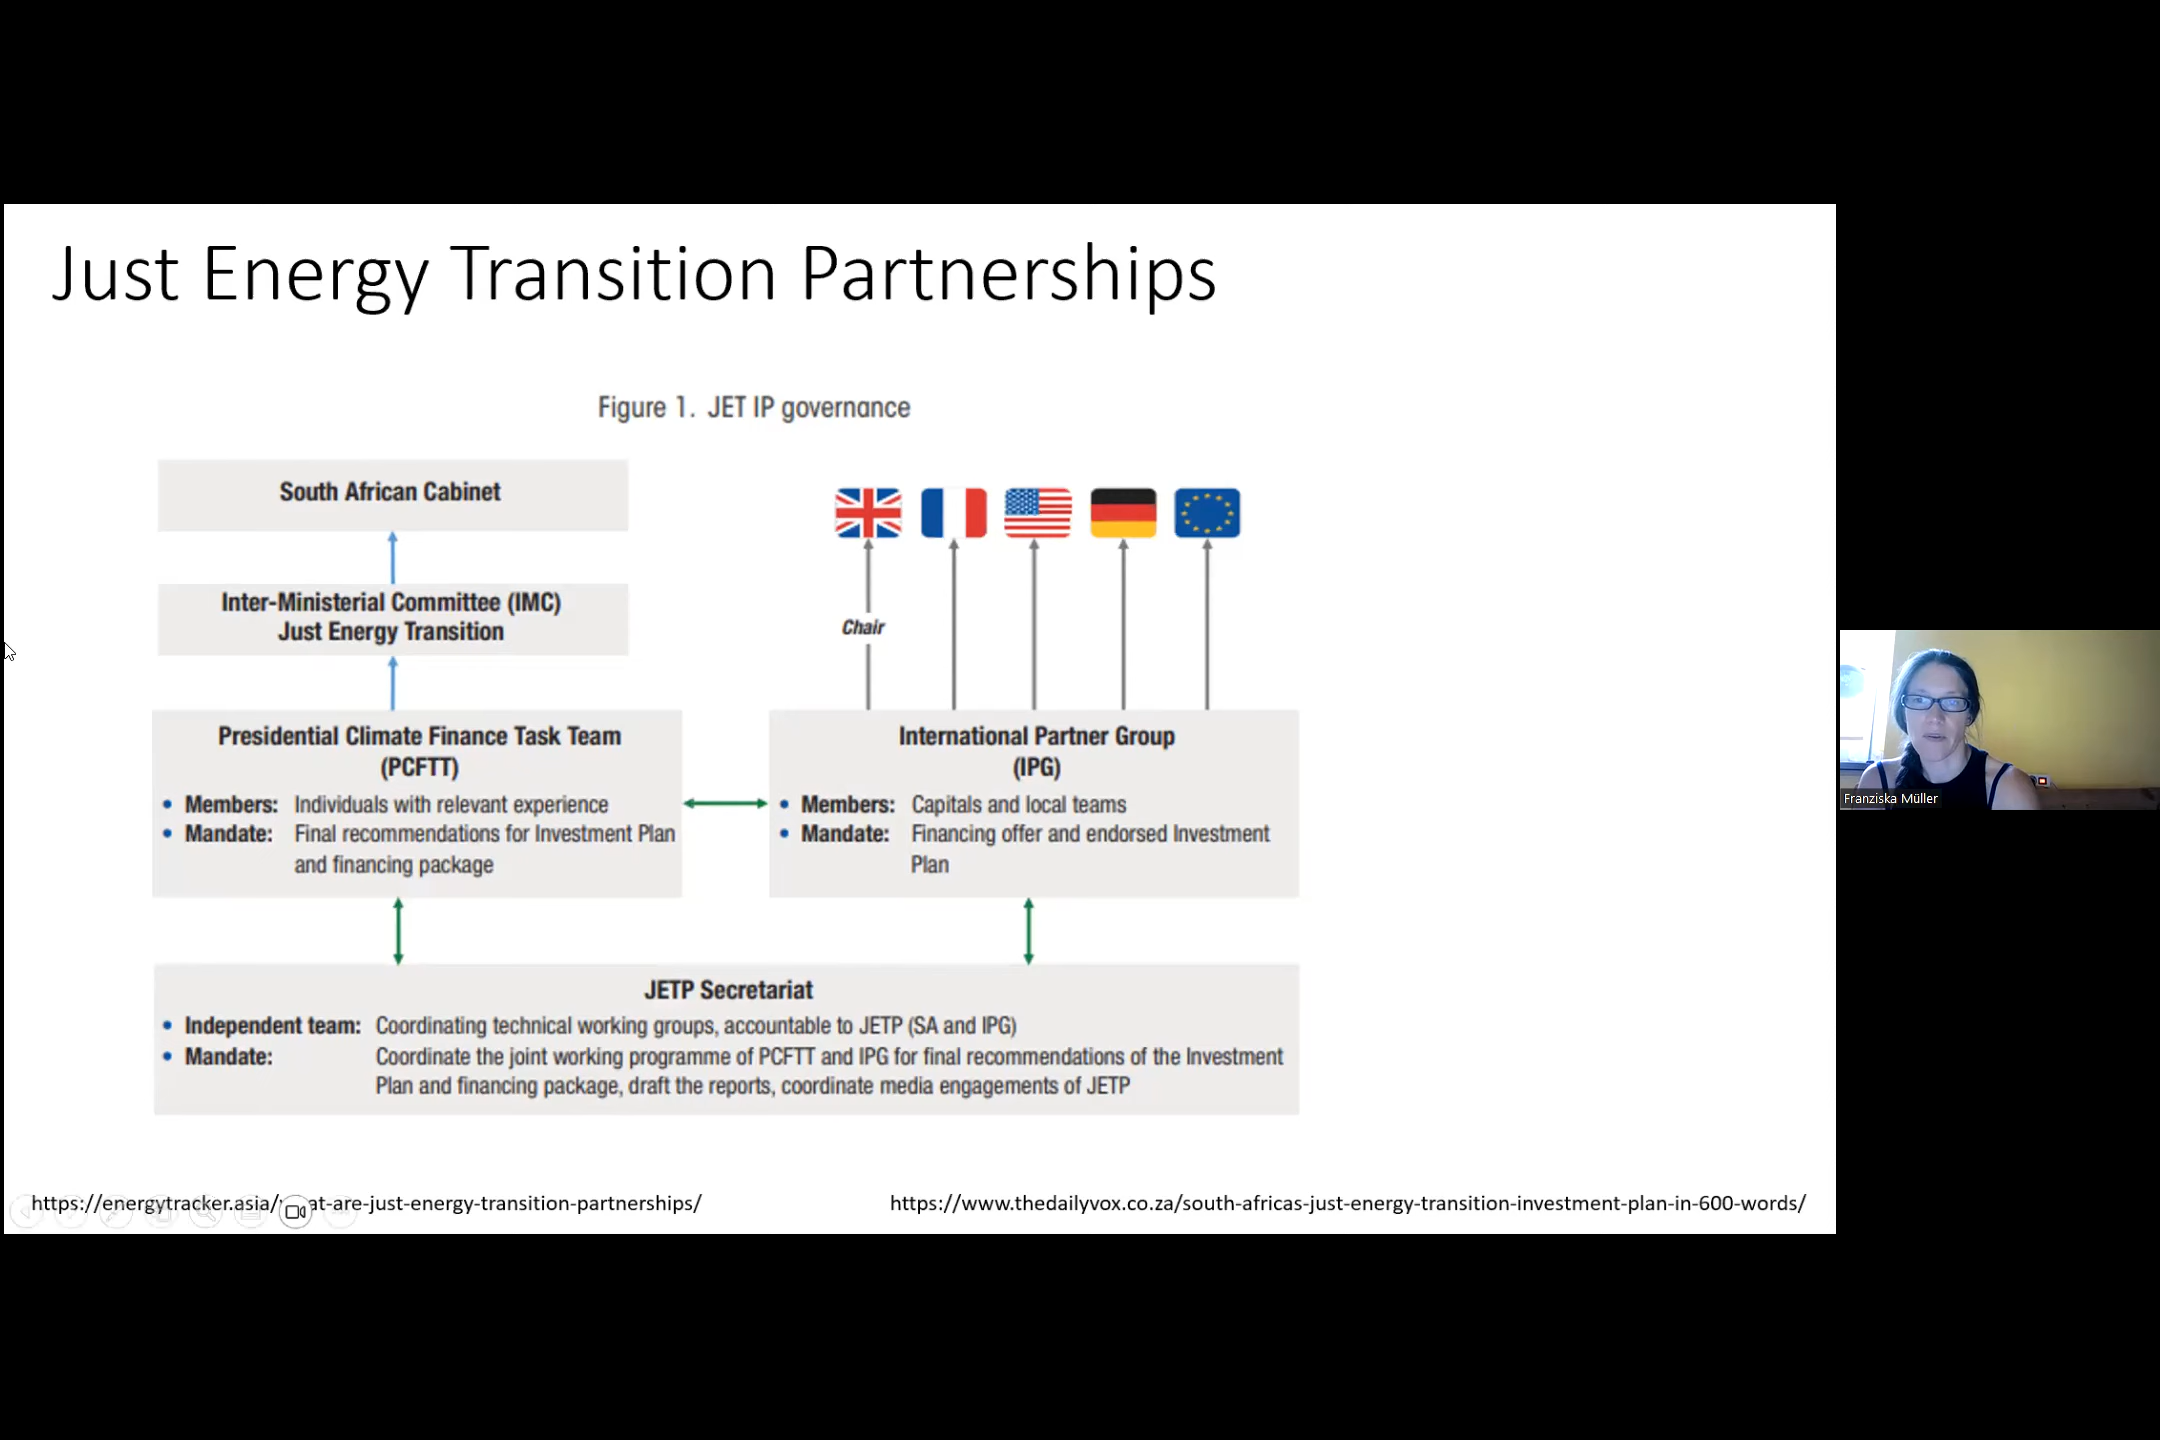 Just Energy Transition Partnerships
Figure 1. JET IP governance
South African Cabinet
Inter-Ministerial Committee (IMC)
Just Energy Transition
Chair
Presidential Climate Finance Task Team
(PCFTT)
• Members: Individuals with relevant experience
• Mandate: Final recommendations for Investment Plan
and financing package
International Partner Group
(IPG)
• Members: Capitals and local teams
• Mandate: Financing offer and endorsed Investment
Plan
JETP Secretariat
• Independent team: Coordinating technical working groups, accountable to JETP (SA and IPG)
• Mandate: Coordinate the joint working programme of PCFTT and IPG for final recommendations of the Investment
Plan and financing package, draft the reports, coordinate media engagements of JETP
https://energytracker.asia/ at-are-just-energy-transition-partnerships/
https://www.thedailyvox.co.za/south-africas-just-energy-transition-investment-plan-in-600-words/
Franziska Müller